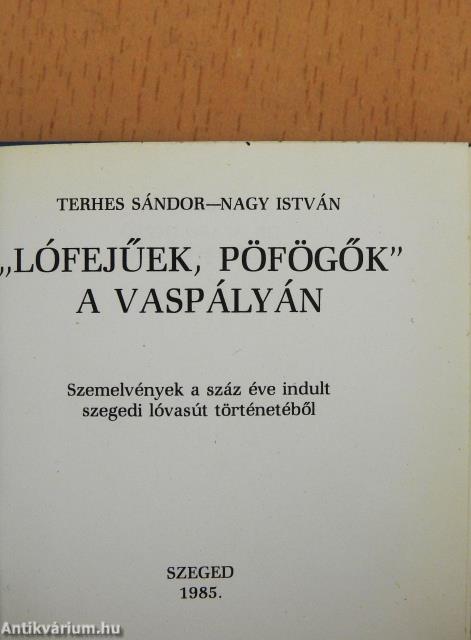 TERHES SÁNDOR—NAGY ISTVÁN
„LÓFEJŰEK, PÖFÖGŐK”
A VASPÁLYÁN
Szemelvények a száz éve indult
szegedi lóvasút történetéből
SZEGED
1985.
Antikvárium.hu